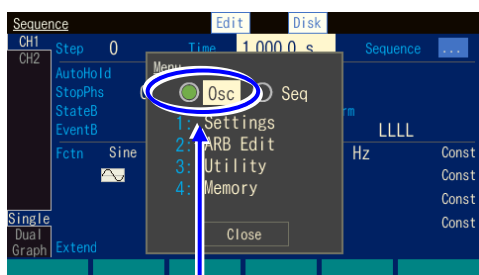 Sequence Edit Disk
CH1 Step 0 Time 1.000 0 s Sequence ...
CH2
AutoHold Menu
StopPhs Osc Seq
StateB 1: Settings
EventB 2: ARB Edit LLLL
Fctn Sine 3: Utility Hz Const
4: Memory Const
Const
Single Close Const
Dual
Graph Extend